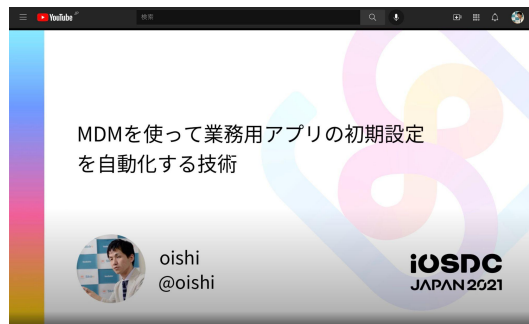 YouTube JP
検索
MDMを使って業務用アプリの初期設定
を自動化する技術
oishi
@oishi
iOSDC
JAPAN 2021